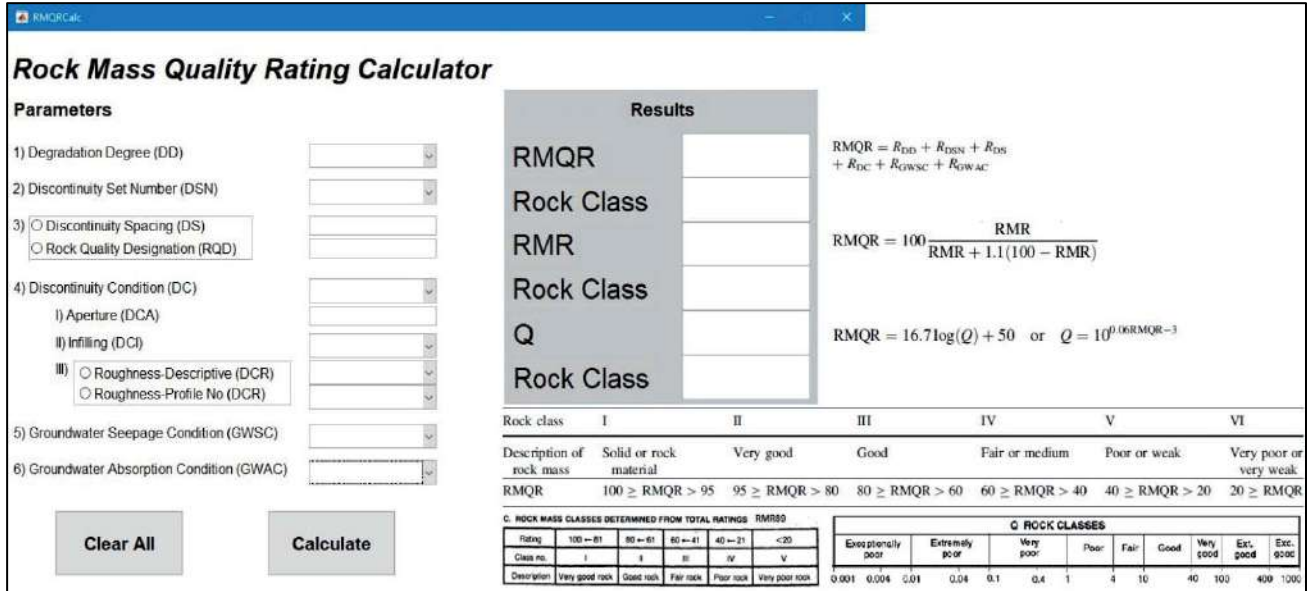 RMQRCalc
Rock Mass Quality Rating Calculator
Parameters
1) Degradation Degree (DD)
2) Discontinuity Set Number (DSN)
3) Discontinuity Spacing (DS)
Rock Quality Designation (RQD)
4) Discontinuity Condition (DC)
I) Aperture (DCA)
II) Infilling (DCI)
III) Roughness-Descriptive (DCR)
Roughness-Profile No (DCR)
5) Groundwater Seepage Condition (GWSC)
6) Groundwater Absorption Condition (GWAC)
Clear All Calculate
Results
RMQR
Rock Class
RMR
Rock Class
Q
Rock Class
RMQR = R_DD + R_DSN + R_DS
+ R_DC + R_GWSC + R_GWAC
RMQR = 100 RMR / (RMR + 1.1(100 − RMR))
RMQR = 16.7 log(Q) + 50 or Q = 10^(0.06RMQR−3)
Rock class I II III IV V VI
Description of Solid or rock Very good Good Fair or medium Poor or weak Very poor or
rock mass material very weak
RMQR 100 ≥ RMQR > 95 95 ≥ RMQR > 80 80 ≥ RMQR > 60 60 ≥ RMQR > 40 40 ≥ RMQR > 20 20 ≥ RMQR
C. ROCK MASS CLASSES DETERMINED FROM TOTAL RATINGS RMR89
Rating 100 ← 81 80 ← 61 60 ← 41 40 ← 21 <20
Class no. I II III IV V
Description Very good rock Good rock Fair rock Poor rock Very poor rock
Q ROCK CLASSES
Exceptionally Extremely Very Poor Fair Good Very Ext. Exc.
poor poor poor good good good
0.001 0.004 0.01 0.04 0.1 0.4 1 4 10 40 100 400 1000